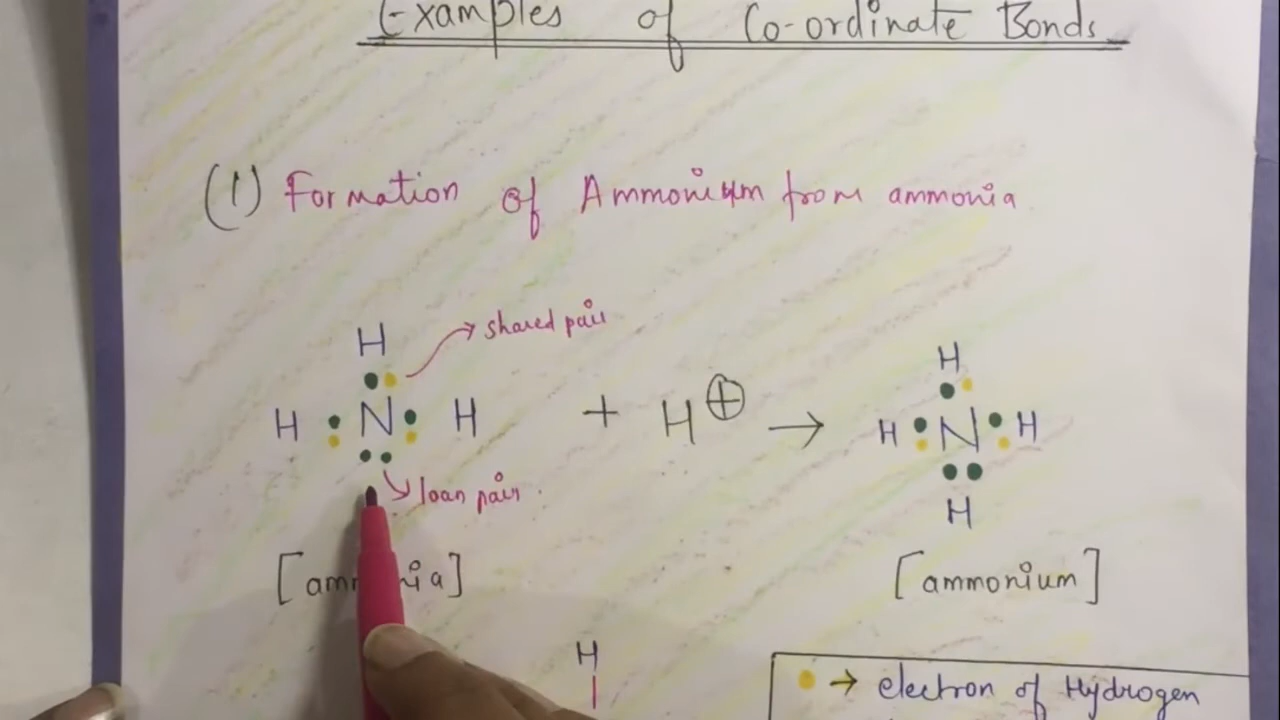 Examples of Co-ordinate Bonds
(1) Formation of Ammonium from ammonia
H
shared pair
H N H + H⊕ → H N H
loan pair
H
H
[ammonia] [ammonium]
H
→ electron of Hydrogen